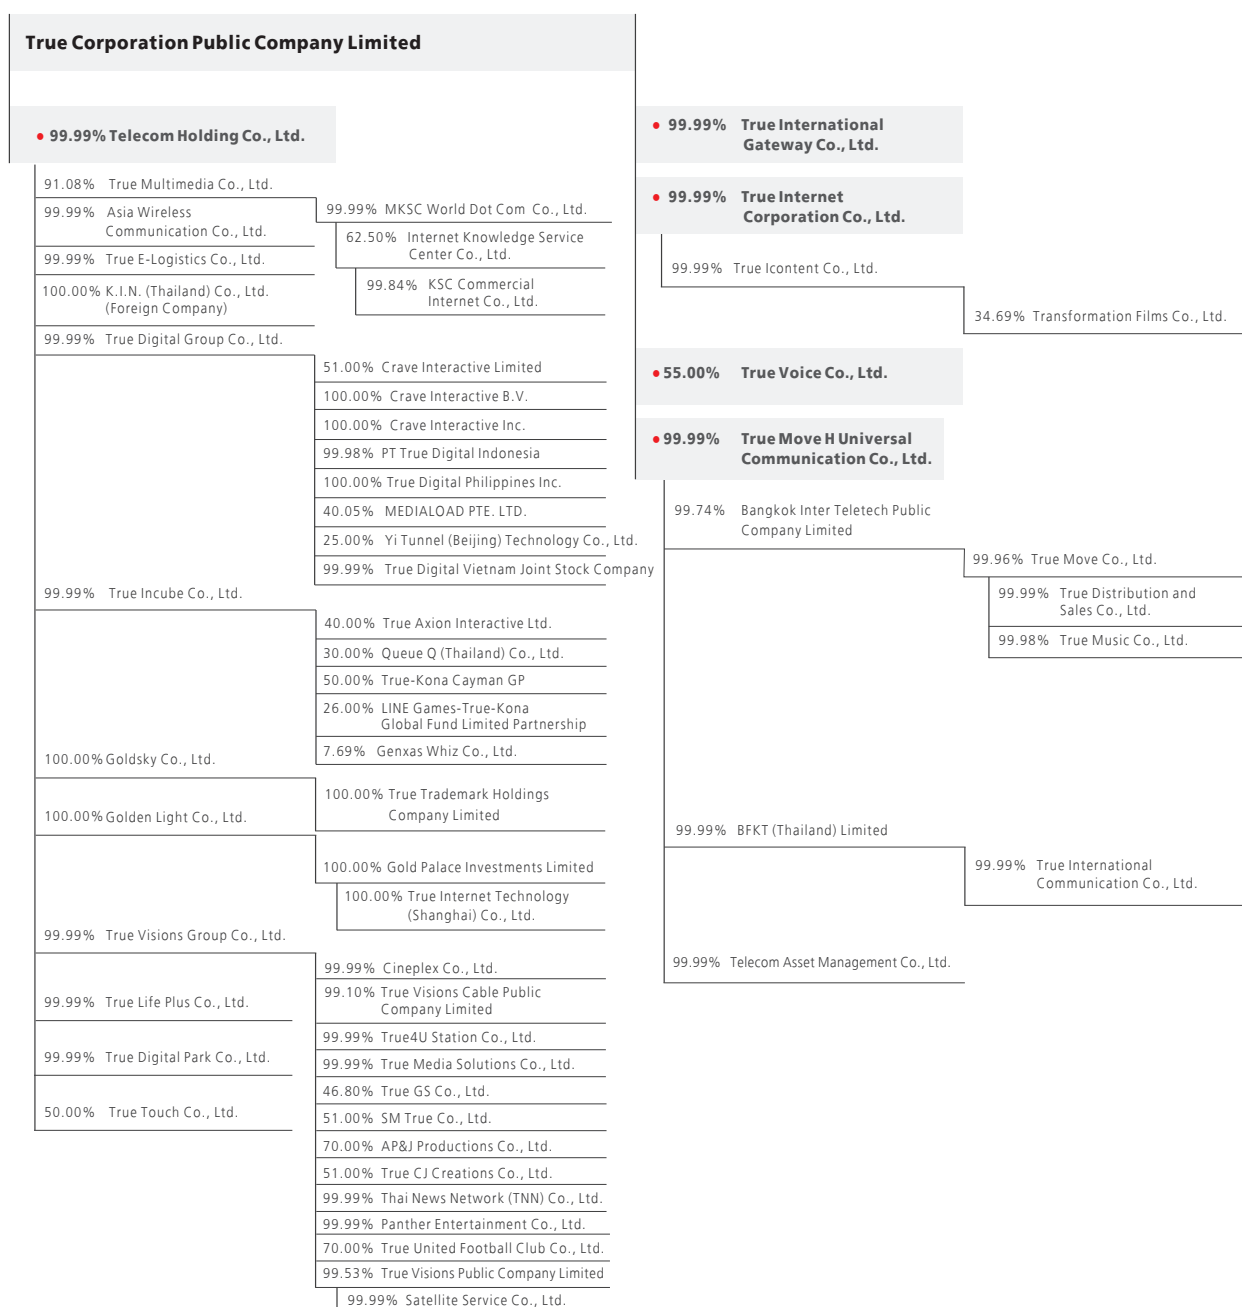 True Corporation Public Company Limited
99.99% Telecom Holding Co., Ltd.
91.08% True Multimedia Co., Ltd.
99.99% MKSC World Dot Com Co., Ltd.
62.50% Internet Knowledge Service
Center Co., Ltd.
99.84% KSC Commercial
Internet Co., Ltd.
99.99% Asia Wireless
Communication Co., Ltd.
99.99% True E-Logistics Co., Ltd.
100.00% K.I.N. (Thailand) Co., Ltd.
(Foreign Company)
99.99% True Digital Group Co., Ltd.
51.00% Crave Interactive Limited
100.00% Crave Interactive B.V.
100.00% Crave Interactive Inc.
99.98% PT True Digital Indonesia
100.00% True Digital Philippines Inc.
40.05% MEDIALOAD PTE. LTD.
25.00% Yi Tunnel (Beijing) Technology Co., Ltd.
99.99% True Digital Vietnam Joint Stock Company
99.99% True Incube Co., Ltd.
40.00% True Axion Interactive Ltd.
30.00% Queue Q (Thailand) Co., Ltd.
50.00% True-Kona Cayman GP
26.00% LINE Games-True-Kona
Global Fund Limited Partnership
7.69% Genxas Whiz Co., Ltd.
100.00% Goldsky Co., Ltd.
100.00% True Trademark Holdings
Company Limited
100.00% Golden Light Co., Ltd.
100.00% Gold Palace Investments Limited
100.00% True Internet Technology
(Shanghai) Co., Ltd.
99.99% True Visions Group Co., Ltd.
99.99% Cineplex Co., Ltd.
99.10% True Visions Cable Public
Company Limited
99.99% True4U Station Co., Ltd.
99.99% True Media Solutions Co., Ltd.
46.80% True GS Co., Ltd.
51.00% SM True Co., Ltd.
70.00% AP&J Productions Co., Ltd.
51.00% True CJ Creations Co., Ltd.
99.99% Thai News Network (TNN) Co., Ltd.
99.99% Panther Entertainment Co., Ltd.
70.00% True United Football Club Co., Ltd.
99.53% True Visions Public Company Limited
99.99% Satellite Service Co., Ltd.
99.99% True Life Plus Co., Ltd.
99.99% True Digital Park Co., Ltd.
50.00% True Touch Co., Ltd.
99.99% True International
Gateway Co., Ltd.
99.99% True Internet
Corporation Co., Ltd.
99.99% True Icontent Co., Ltd.
34.69% Transformation Films Co., Ltd.
55.00% True Voice Co., Ltd.
99.99% True Move H Universal
Communication Co., Ltd.
99.74% Bangkok Inter Teletech Public
Company Limited
99.96% True Move Co., Ltd.
99.99% True Distribution and
Sales Co., Ltd.
99.98% True Music Co., Ltd.
99.99% BFKT (Thailand) Limited
99.99% True International
Communication Co., Ltd.
99.99% Telecom Asset Management Co., Ltd.